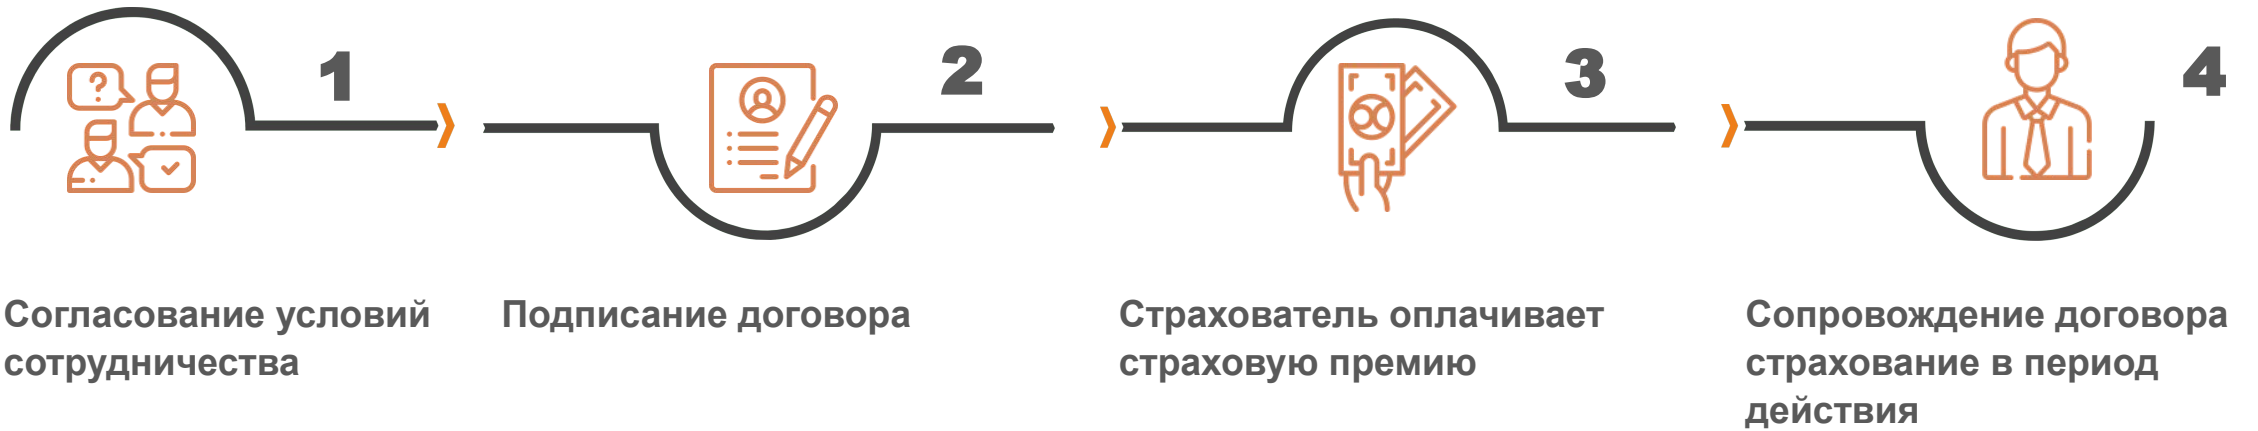 1
2
3
4
Согласование условий
сотрудничества
Подписание договора
Страхователь оплачивает
страховую премию
Сопровождение договора
страхование в период
действия